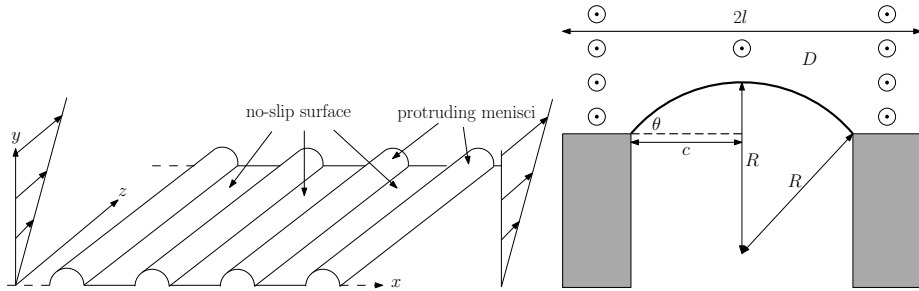 2l
D
no-slip surface
protruding menisci
y
θ
c
R
R
z
x